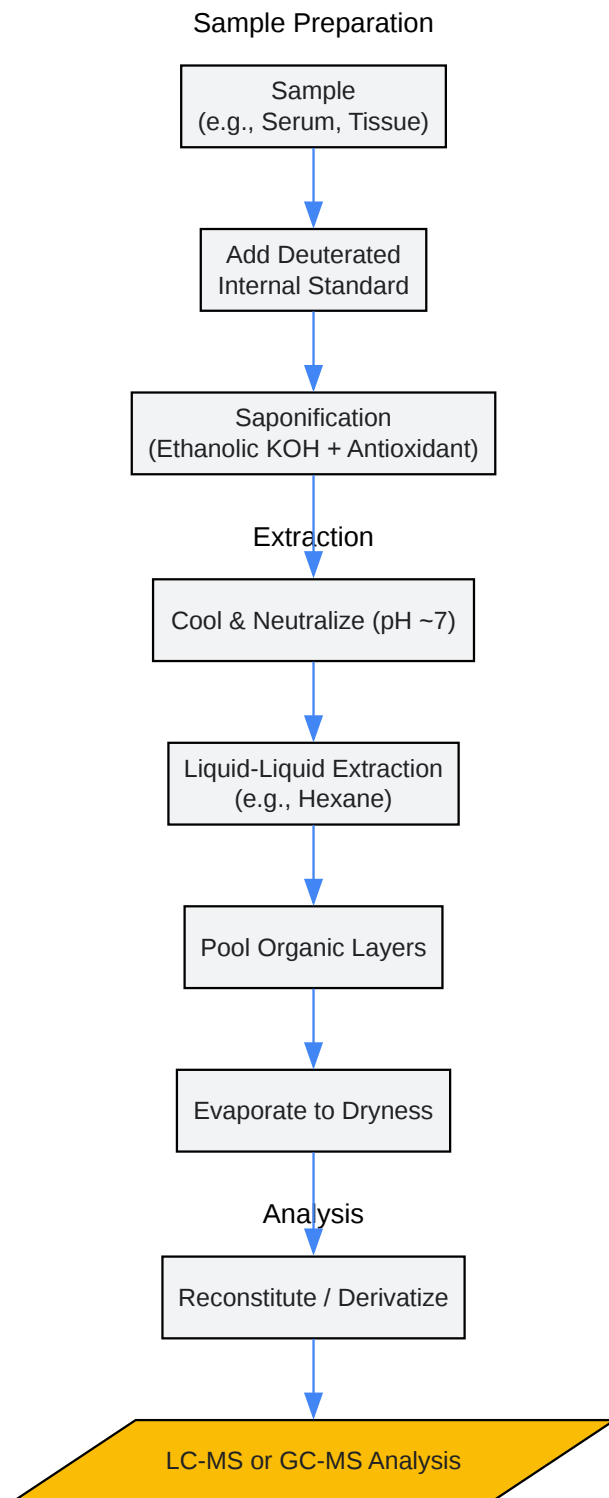 Sample Preparation
Sample
(e.g., Serum, Tissue)
Add Deuterated
Internal Standard
Saponification
(Ethanolic KOH + Antioxidant)
Extraction
Cool & Neutralize (pH ~7)
Liquid-Liquid Extraction
(e.g., Hexane)
Pool Organic Layers
Evaporate to Dryness
Analysis
Reconstitute / Derivatize
LC-MS or GC-MS Analysis